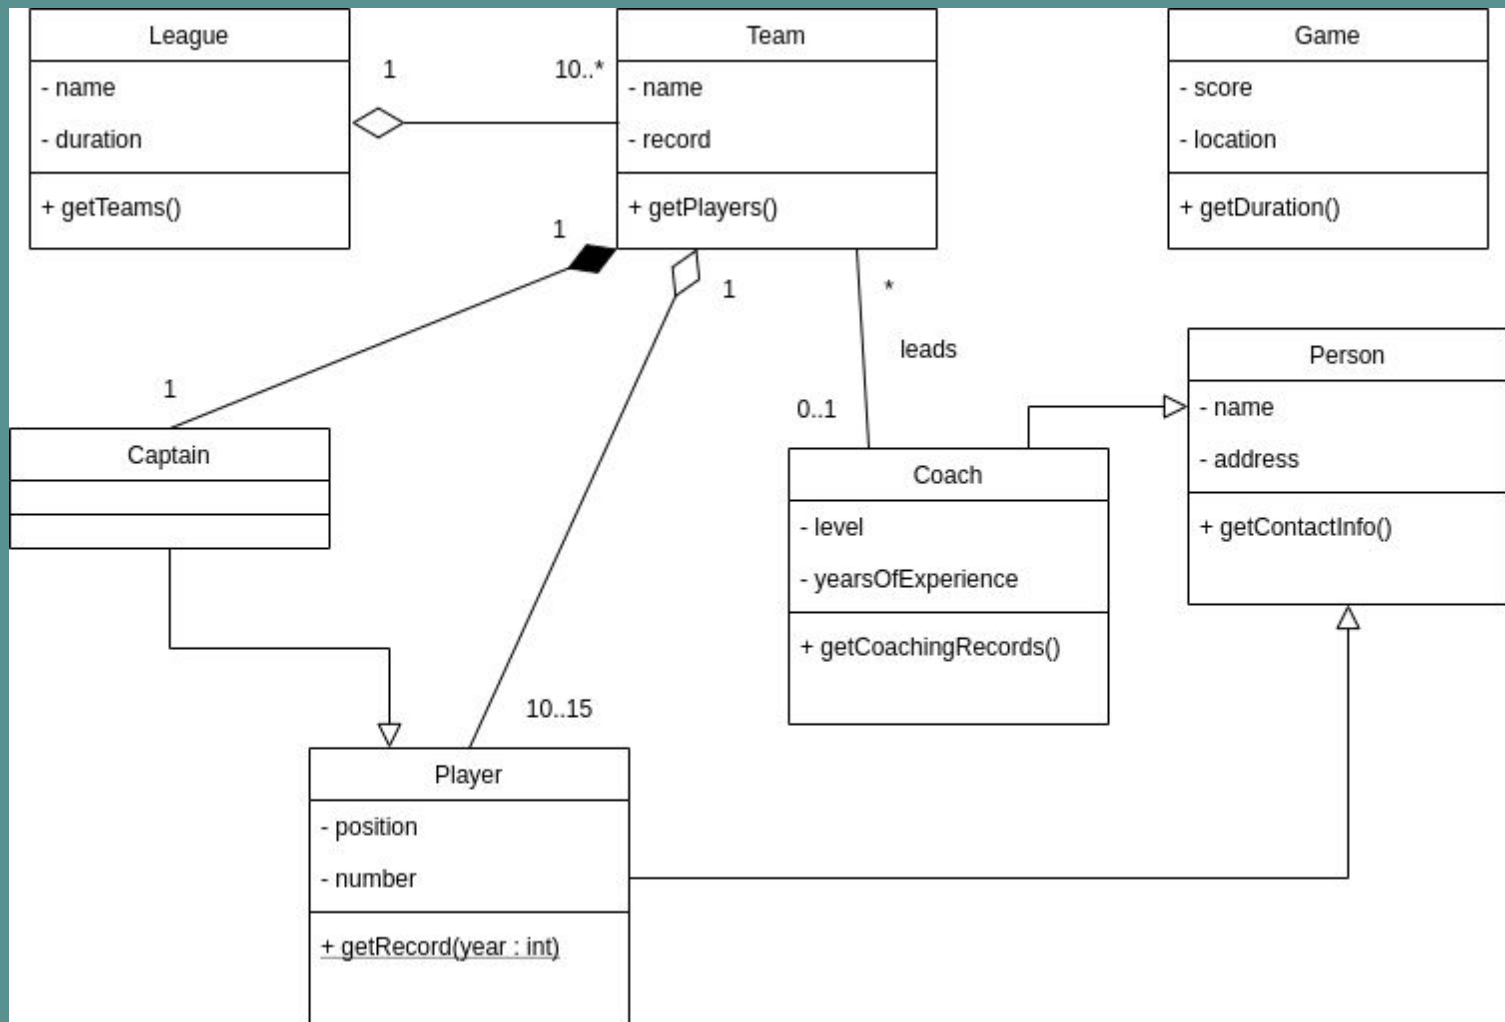 League
- name
- duration
+ getTeams()
1
10..*
Team
- name
- record
+ getPlayers()
Game
- score
- location
+ getDuration()
1
1
1
*
leads
0..1
10..15
Captain
Coach
- level
- yearsOfExperience
+ getCoachingRecords()
Person
- name
- address
+ getContactInfo()
Player
- position
- number
+ getRecord(year : int)